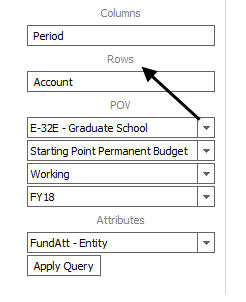 Columns
Period
Rows
Account
POV
E-32E - Graduate School
Starting Point Permanent Budget
Working
FY18
Attributes
FundAtt - Entity
Apply Query